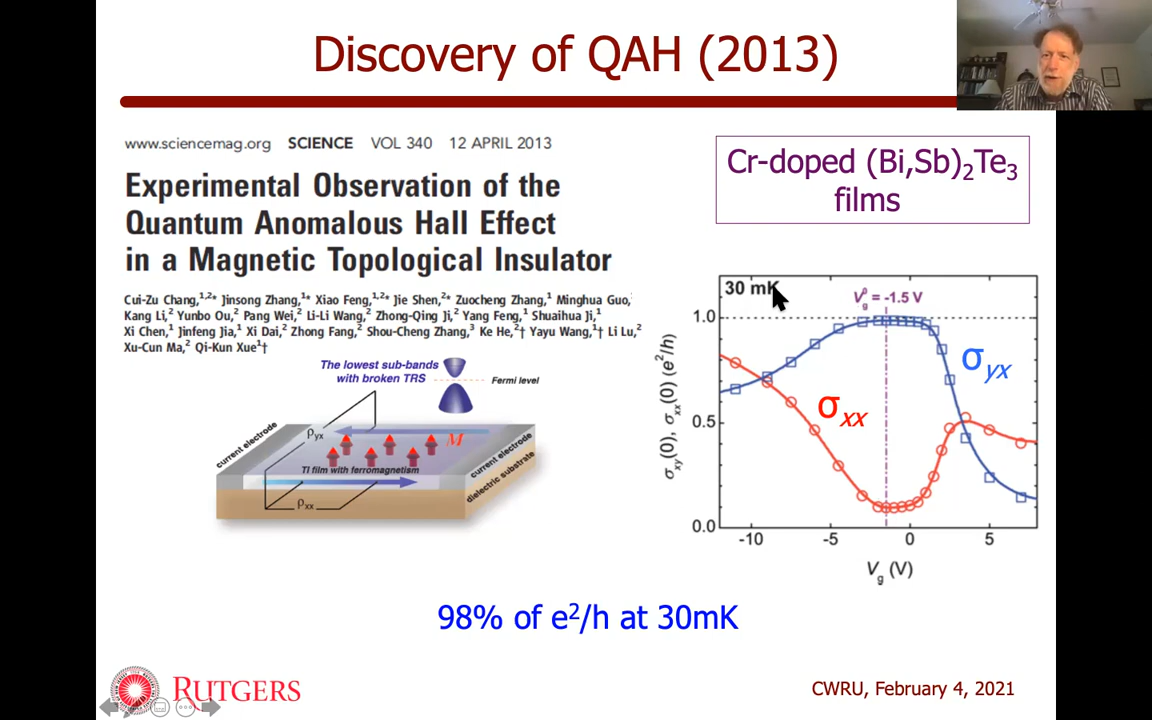 Discovery of QAH (2013)
www.sciencemag.org SCIENCE VOL 340 12 APRIL 2013
Experimental Observation of the
Quantum Anomalous Hall Effect
in a Magnetic Topological Insulator
Cui-Zu Chang,1,2* Jinsong Zhang,1* Xiao Feng,1,2* Jie Shen,2* Zuocheng Zhang,1 Minghua Guo,1
Kang Li,2 Yunbo Ou,2 Pang Wei,2 Li-Li Wang,2 Zhong-Qing Ji,2 Yang Feng,1 Shuaihua Ji,1
Xi Chen,1 Jinfeng Jia,1 Xi Dai,2 Zhong Fang,2 Shou-Cheng Zhang,3 Ke He,2† Yayu Wang,1† Li Lu,2
Xu-Cun Ma,2 Qi-Kun Xue1†
The lowest sub-bands
with broken TRS
Fermi level
current electrode
ρyx
M
TI film with ferromagnetism
ρxx
current electrode
dielectric substrate
Cr-doped (Bi,Sb)2Te3
films
30 mK
Vg0 = -1.5 V
σyx
σxx
σxy(0), σxx(0) (e2/h)
1.0
0.5
0.0
-10 -5 0 5
Vg (V)
98% of e2/h at 30mK
RUTGERS
CWRU, February 4, 2021